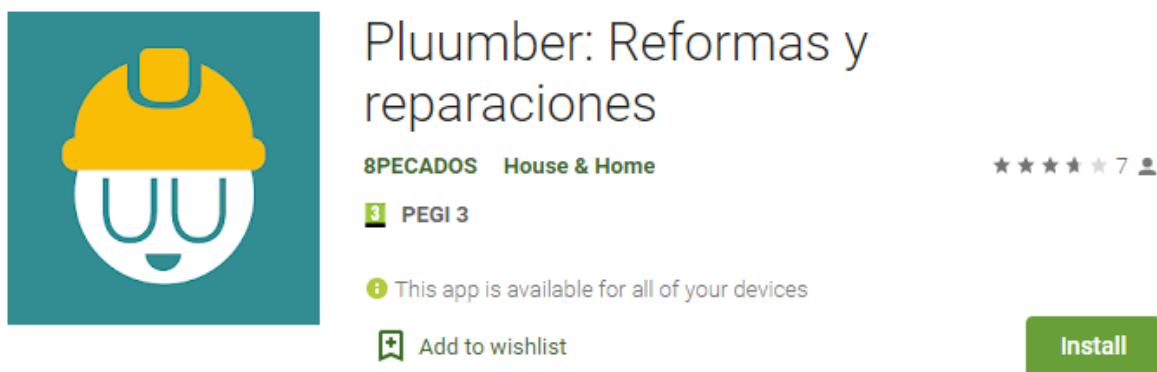 Pluumber: Reformas y
reparaciones
8PECADOS House & Home
7
3 PEGI 3
This app is available for all of your devices
Add to wishlist
Install